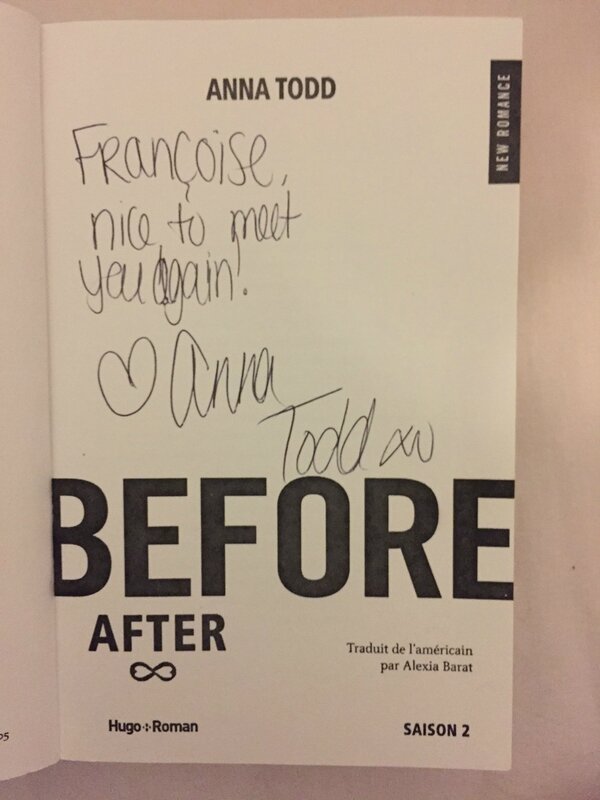 ANNA TODD
NEW ROMANCE
Françoise,
nice to meet
you again!
♡ Anna
Todd xo
BEFORE
AFTER
Traduit de l'américain
par Alexia Barat
Hugo Roman
SAISON 2